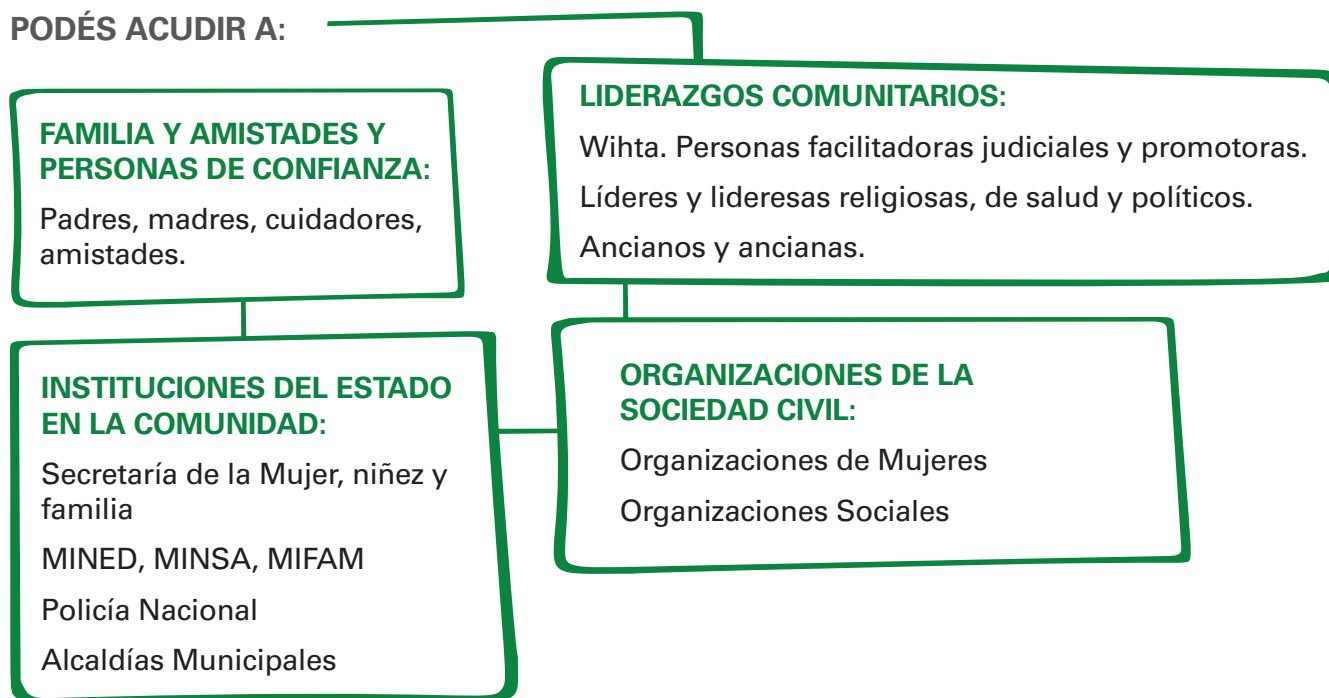 PODÉS ACUDIR A:
FAMILIA Y AMISTADES Y
PERSONAS DE CONFIANZA:
Padres, madres, cuidadores,
amistades.
LIDERAZGOS COMUNITARIOS:
Wihta. Personas facilitadoras judiciales y promotoras.
Líderes y lideresas religiosas, de salud y políticos.
Ancianos y ancianas.
INSTITUCIONES DEL ESTADO
EN LA COMUNIDAD:
Secretaría de la Mujer, niñez y
familia
MINED, MINSA, MIFAM
Policía Nacional
Alcaldías Municipales
ORGANIZACIONES DE LA
SOCIEDAD CIVIL:
Organizaciones de Mujeres
Organizaciones Sociales